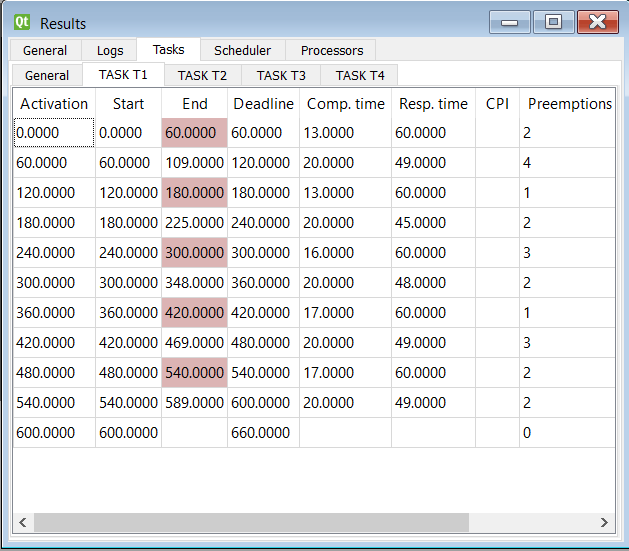 Qt Results
General Logs Tasks Scheduler Processors
General TASK T1 TASK T2 TASK T3 TASK T4
Activation Start End Deadline Comp. time Resp. time CPI Preemptions
0.0000 0.0000 60.0000 60.0000 13.0000 60.0000 2
60.0000 60.0000 109.0000 120.0000 20.0000 49.0000 4
120.0000 120.0000 180.0000 180.0000 13.0000 60.0000 1
180.0000 180.0000 225.0000 240.0000 20.0000 45.0000 2
240.0000 240.0000 300.0000 300.0000 16.0000 60.0000 3
300.0000 300.0000 348.0000 360.0000 20.0000 48.0000 2
360.0000 360.0000 420.0000 420.0000 17.0000 60.0000 1
420.0000 420.0000 469.0000 480.0000 20.0000 49.0000 3
480.0000 480.0000 540.0000 540.0000 17.0000 60.0000 2
540.0000 540.0000 589.0000 600.0000 20.0000 49.0000 2
600.0000 600.0000 660.0000 0